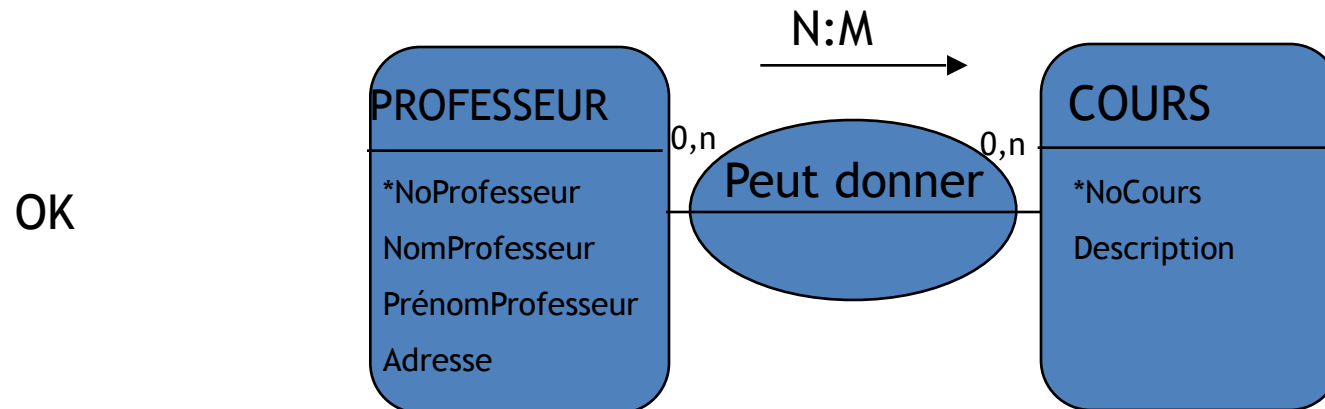 N:M
PROFESSEUR
COURS
0,n
0,n
Peut donner
OK
*NoProfesseur
NomProfesseur
PrénomProfesseur
Adresse
*NoCours
Description